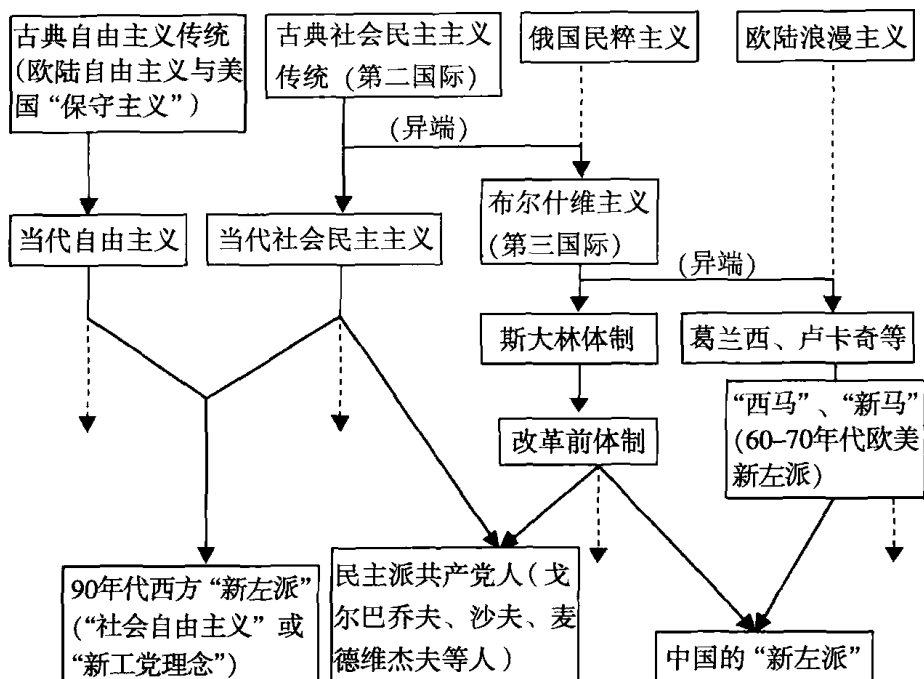 古典自由主义传统
(欧陆自由主义与美
国“保守主义”)
古典社会民主主义
传统(第二国际)
俄国民粹主义
欧陆浪漫主义
(异端)
当代自由主义
当代社会民主主义
布尔什维主义
(第三国际)
(异端)
斯大林体制
葛兰西、卢卡奇等
改革前体制
“西马”、“新马”
(60–70年代欧美
新左派)
90年代西方“新左派”
(“社会自由主义”或
“新工党理念”)
民主派共产党人(戈
尔巴乔夫、沙夫、麦
德维杰夫等人)
中国的“新左派”